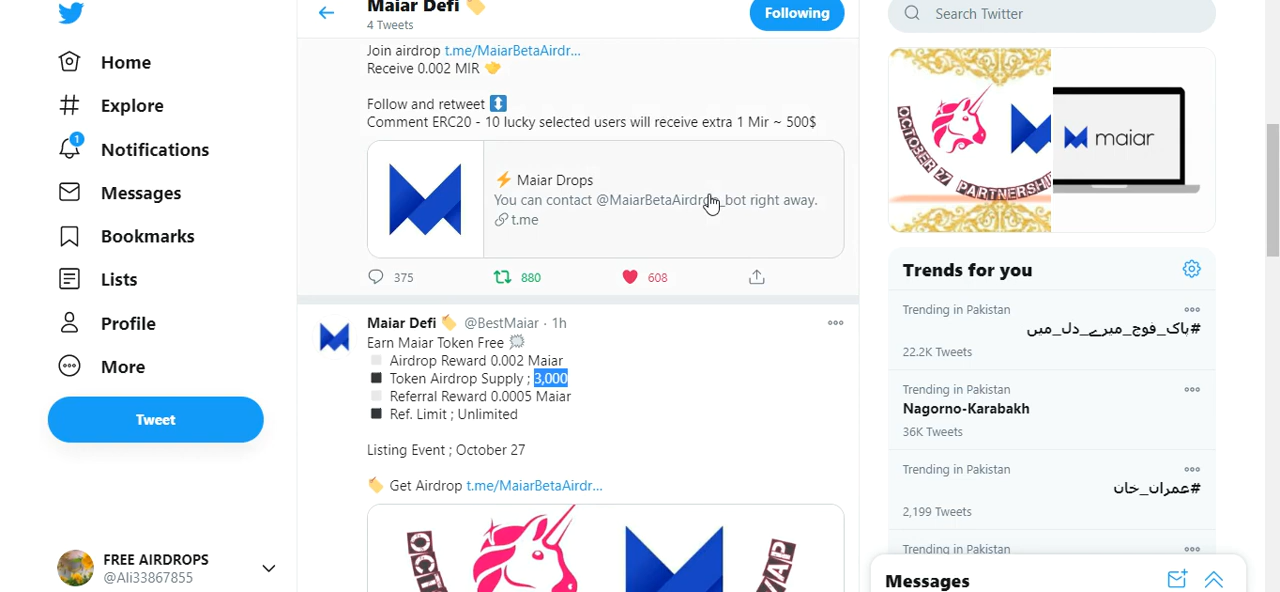 Home
Explore
1
Notifications
Messages
Bookmarks
Lists
Profile
More
Tweet
FREE AIRDROPS
@Ali33867855
Maiar Defi
4 Tweets
Following
Join airdrop t.me/MaiarBetaAirdr...
Receive 0.002 MIR
Follow and retweet
Comment ERC20 - 10 lucky selected users will receive extra 1 Mir ~ 500$
Maiar Drops
You can contact @MaiarBetaAirdrop_bot right away.
t.me
375
880
608
Maiar Defi @BestMaiar · 1h
Earn Maiar Token Free
Airdrop Reward 0.002 Maiar
Token Airdrop Supply ; 3,000
Referral Reward 0.0005 Maiar
Ref. Limit ; Unlimited
Listing Event ; October 27
Get Airdrop t.me/MaiarBetaAirdr...
Search Twitter
OCTOBER 27 PARTNERSHI
maiar
Trends for you
Trending in Pakistan
#پاک_فوج_میرے_دل_میں
22.2K Tweets
Trending in Pakistan
Nagorno-Karabakh
36K Tweets
Trending in Pakistan
#عمران_خان
2,199 Tweets
Trending in Pakistan
Messages